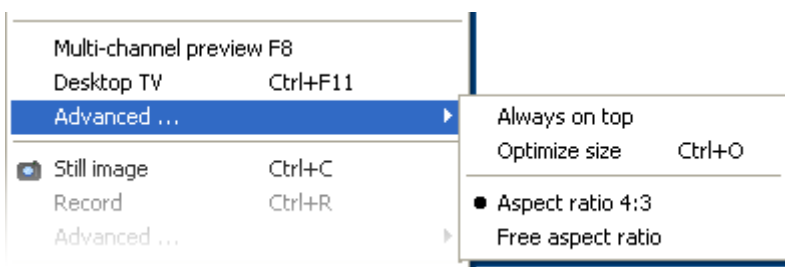 Multi-channel preview F8
Desktop TV Ctrl+F11
Advanced ...
Always on top
Optimize size Ctrl+O
Still image Ctrl+C
Record Ctrl+R
Aspect ratio 4:3
Advanced ...
Free aspect ratio